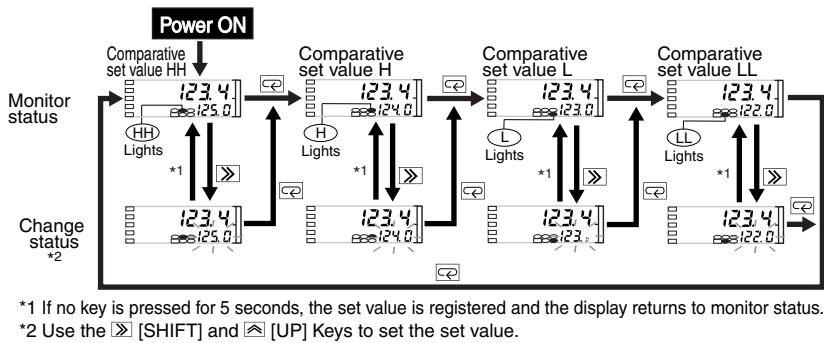 Power ON
Comparative
set value HH
Comparative
set value H
Comparative
set value L
Comparative
set value LL
Monitor
status
123.4
125.0
123.4
124.0
123.4
123.0
123.4
122.0
HH
Lights
H
Lights
L
Lights
LL
Lights
*1
*1
*1
*1
Change
status
*2
123.4
125.0
123.4
124.0
123.4
123.
123.4
122.0
*1 If no key is pressed for 5 seconds, the set value is registered and the display returns to monitor status.
*2 Use the [SHIFT] and [UP] Keys to set the set value.